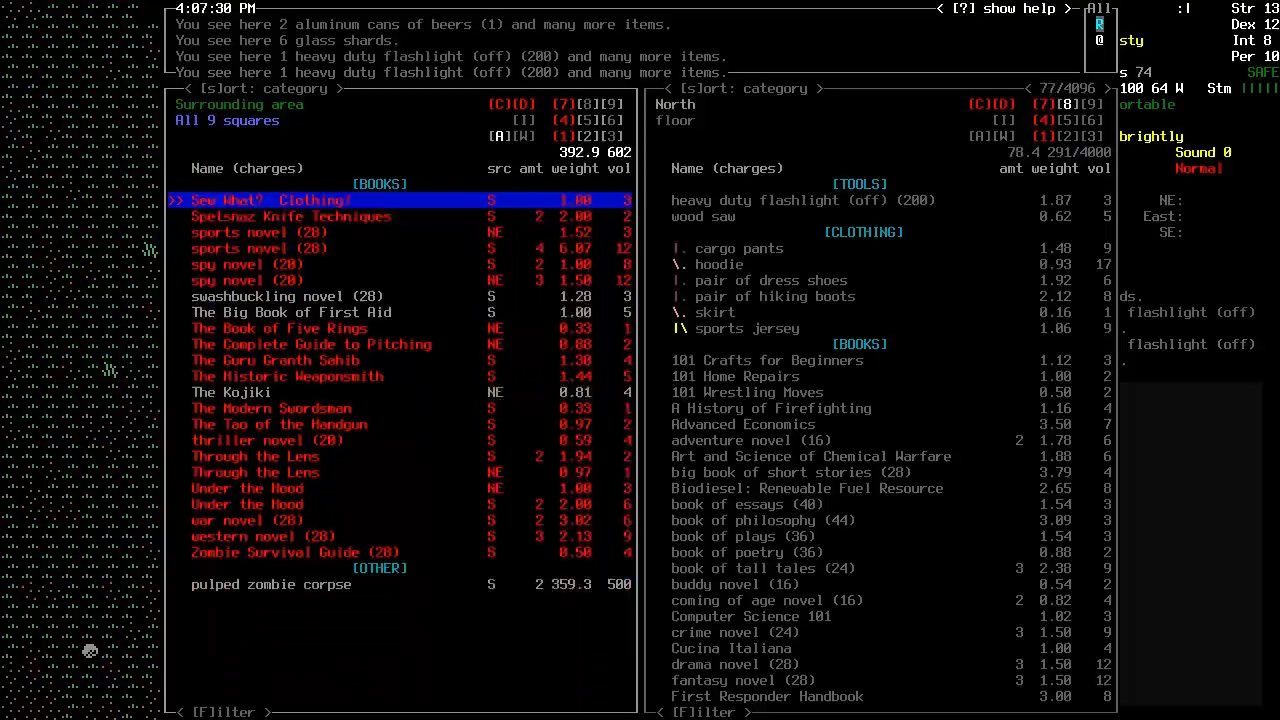 4:07:30 PM
< [?] show help >
All
:|
Str 13
You see here 2 aluminum cans of beers (1) and many more items.
R
Dex 12
You see here 6 glass shards.
@
sty
Int 8
You see here 1 heavy duty flashlight (off) (200) and many more items.
Per 10
You see here 1 heavy duty flashlight (off) (200) and many more items.
s 74
SAFE
< [s]ort: category >
< [s]ort: category >
< 77/4096 >
100 64 W
Stm
|||||
Surrounding area
[C][D] [7][8][9]
North
[C][D] [7][8][9]
ortable
All 9 squares
[I] [4][5][6]
floor
[I] [4][5][6]
[A][W] [1][2][3]
[A][W] [1][2][3]
brightly
392.9 602
78.4 291/4000
Sound 0
Name (charges) src amt weight vol
Name (charges) amt weight vol
Normal
[BOOKS]
[TOOLS]
>> Sew What? Clothing! S 1.00 3
heavy duty flashlight (off) (200) 1.87 3
NE:
Spetsnaz Knife Techniques S 2 2.00 2
wood saw 0.62 5
East:
sports novel (28) NE 1.52 3
[CLOTHING]
SE:
sports novel (28) S 4 6.07 12
|. cargo pants 1.48 9
spy novel (20) S 2 1.00 8
\. hoodie 0.93 17
spy novel (20) NE 3 1.50 12
|. pair of dress shoes 1.92 6
swashbuckling novel (28) S 1.28 3
|. pair of hiking boots 2.12 8
ds.
The Big Book of First Aid S 1.00 5
\. skirt 0.16 1
flashlight (off)
The Book of Five Rings NE 0.33 1
|\ sports jersey 1.06 9
.
The Complete Guide to Pitching NE 0.88 2
[BOOKS]
flashlight (off)
The Guru Granth Sahib S 1.30 4
101 Crafts for Beginners 1.12 3
.
The Historic Weaponsmith S 1.44 5
101 Home Repairs 1.00 2
The Kojiki NE 0.81 4
101 Wrestling Moves 0.50 2
The Modern Swordsman S 0.33 1
A History of Firefighting 1.16 4
The Tao of the Handgun S 0.97 2
Advanced Economics 3.50 7
thriller novel (20) S 0.59 4
adventure novel (16) 2 1.78 6
Through the Lens S 2 1.94 2
Art and Science of Chemical Warfare 1.88 6
Through the Lens NE 0.97 1
big book of short stories (28) 3.79 4
Under the Hood NE 1.00 3
Biodiesel: Renewable Fuel Resource 2.65 8
Under the Hood S 2 2.00 6
book of essays (40) 1.54 3
war novel (28) S 2 3.02 6
book of philosophy (44) 3.09 3
western novel (28) S 3 2.13 9
book of plays (36) 1.54 3
Zombie Survival Guide (28) S 0.50 4
book of poetry (36) 0.88 2
[OTHER]
book of tall tales (24) 3 2.38 9
pulped zombie corpse S 2 359.3 500
buddy novel (16) 0.54 2
coming of age novel (16) 2 0.82 4
Computer Science 101 1.02 3
crime novel (24) 3 1.50 9
Cucina Italiana 1.00 4
drama novel (28) 3 1.50 12
fantasy novel (28) 3 1.50 12
First Responder Handbook 3.00 8
< [F]ilter >
< [F]ilter >